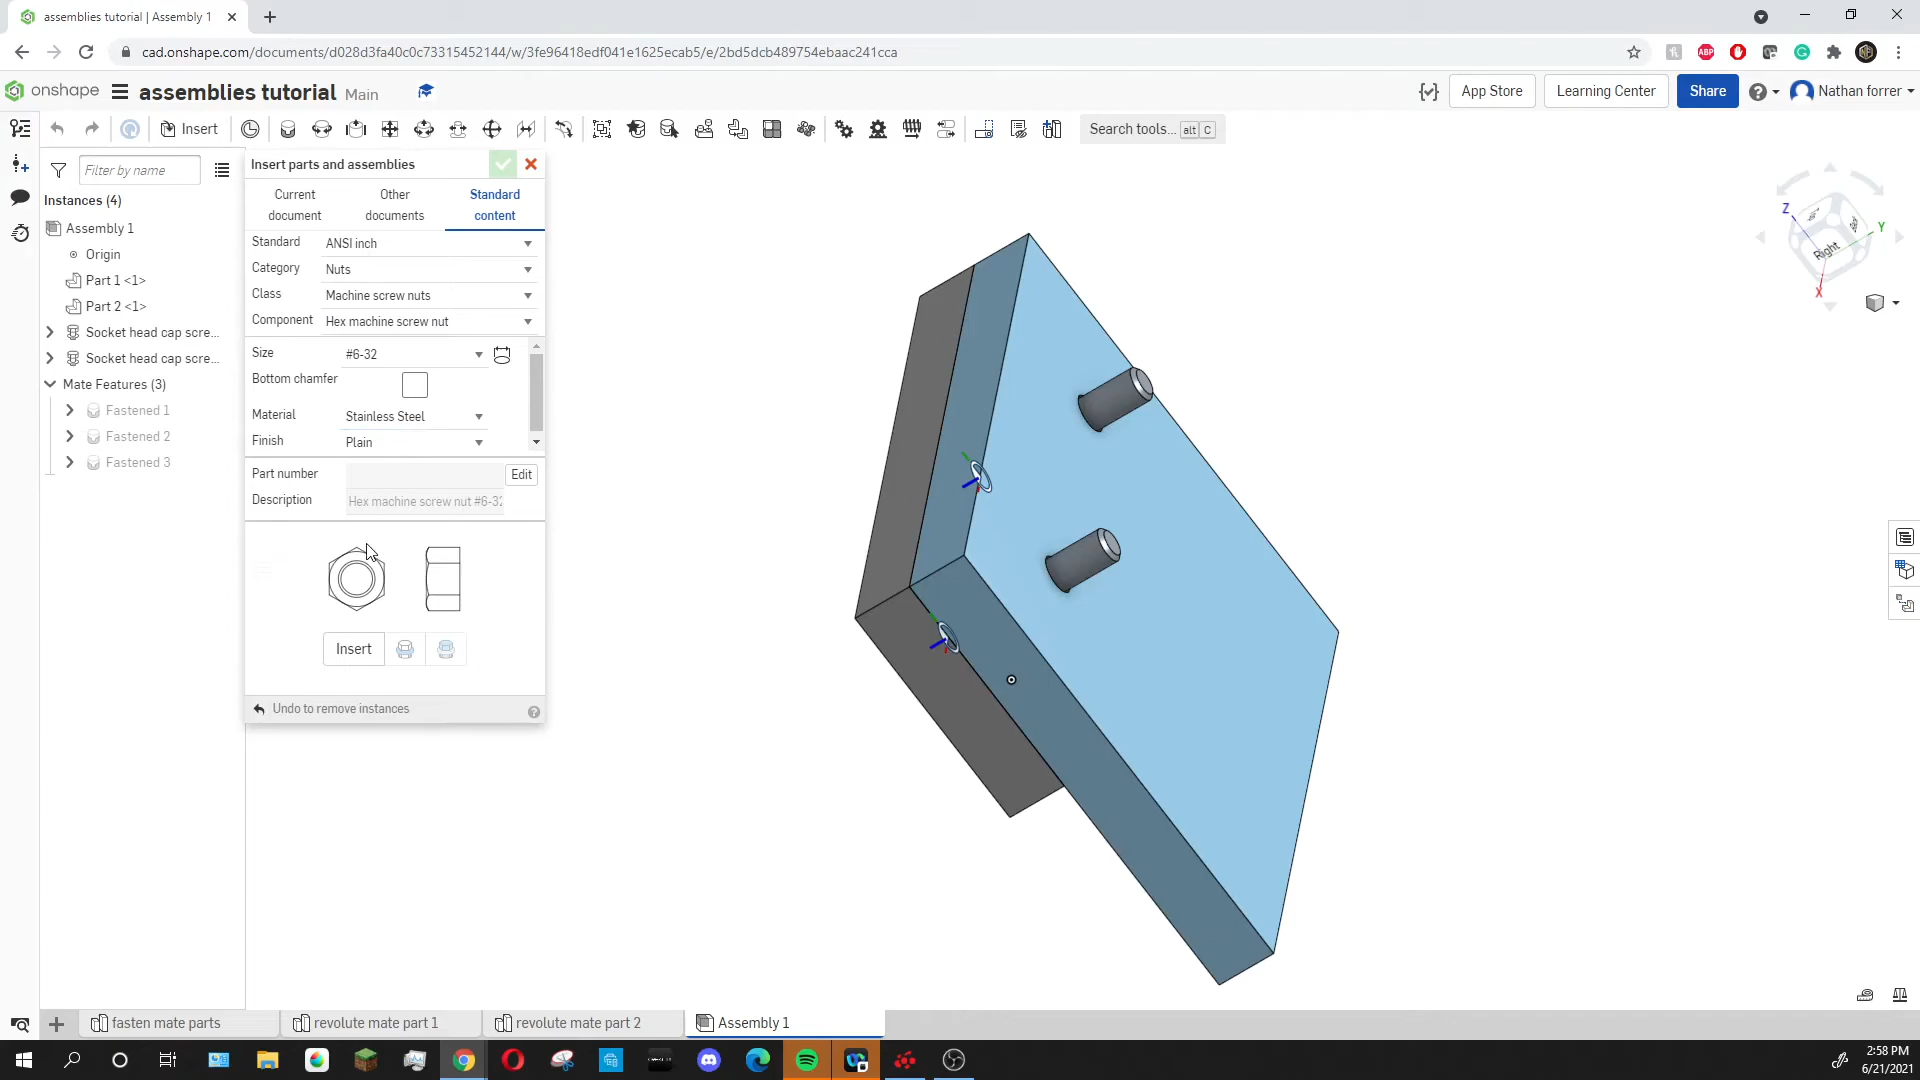 assemblies tutorial | Assembly 1
cad.onshape.com/documents/d028d3fa40c0c73315452144/w/3fe96418edf041e1625ecab5/e/2bd5dcb489754ebaac241cca
ABP
onshape
assemblies tutorial Main
App Store
Learning Center
Share
Nathan forrer
Insert
Search tools... alt C
Filter by name
Instances (4)
Assembly 1
Origin
Part 1 <1>
Part 2 <1>
Socket head cap scre...
Socket head cap scre...
Mate Features (3)
Fastened 1
Fastened 2
Fastened 3
Insert parts and assemblies
Current document
Other documents
Standard content
Standard ANSI inch
Category Nuts
Class Machine screw nuts
Component Hex machine screw nut
Size #6-32
Bottom chamfer
Material Stainless Steel
Finish Plain
Part number Edit
Description Hex machine screw nut #6-32
Insert
Undo to remove instances
Z
Y
Right
X
fasten mate parts
revolute mate part 1
revolute mate part 2
Assembly 1
2:58 PM
6/21/2021